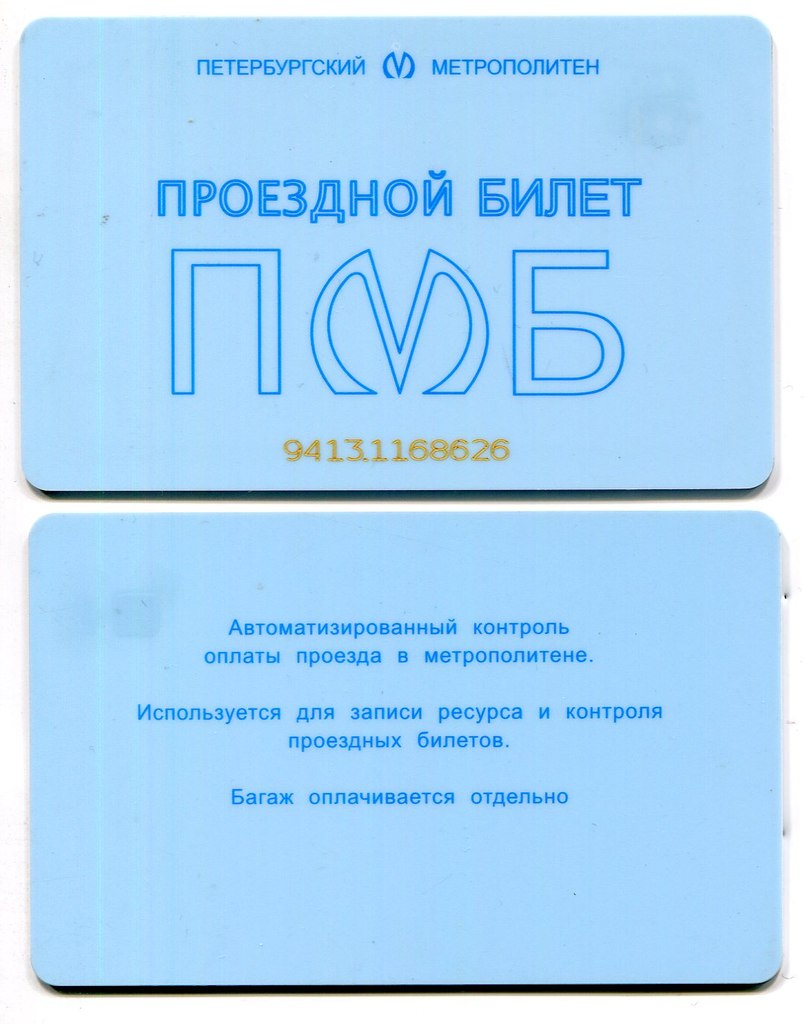 ПЕТЕРБУРГСКИЙ М МЕТРОПОЛИТЕН
ПРОЕЗДНОЙ БИЛЕТ
ПМБ
9413.1168626
Автоматизированный контроль
оплаты проезда в метрополитене.
Используется для записи ресурса и контроля
проездных билетов.
Багаж оплачивается отдельно